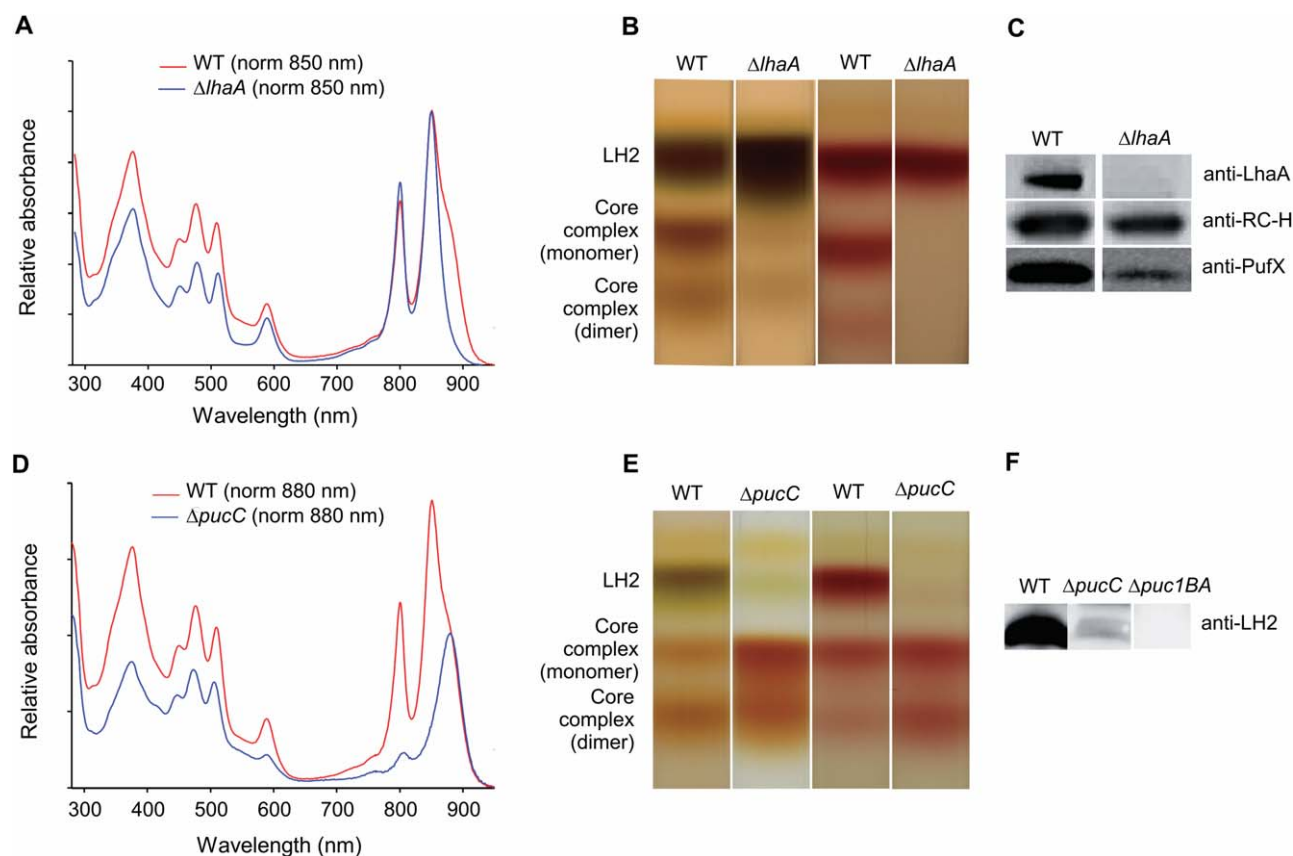 A
WT (norm 850 nm)
ΔlhaA (norm 850 nm)
Relative absorbance
300 400 500 600 700 800 900
Wavelength (nm)
B
WT ΔlhaA WT ΔlhaA
LH2
Core
complex
(monomer)
Core
complex
(dimer)
C
WT ΔlhaA
anti-LhaA
anti-RC-H
anti-PufX
D
WT (norm 880 nm)
ΔpucC (norm 880 nm)
Relative absorbance
300 400 500 600 700 800 900
Wavelength (nm)
E
WT ΔpucC WT ΔpucC
LH2
Core
complex
(monomer)
Core
complex
(dimer)
F
WT ΔpucC Δpuc1BA
anti-LH2